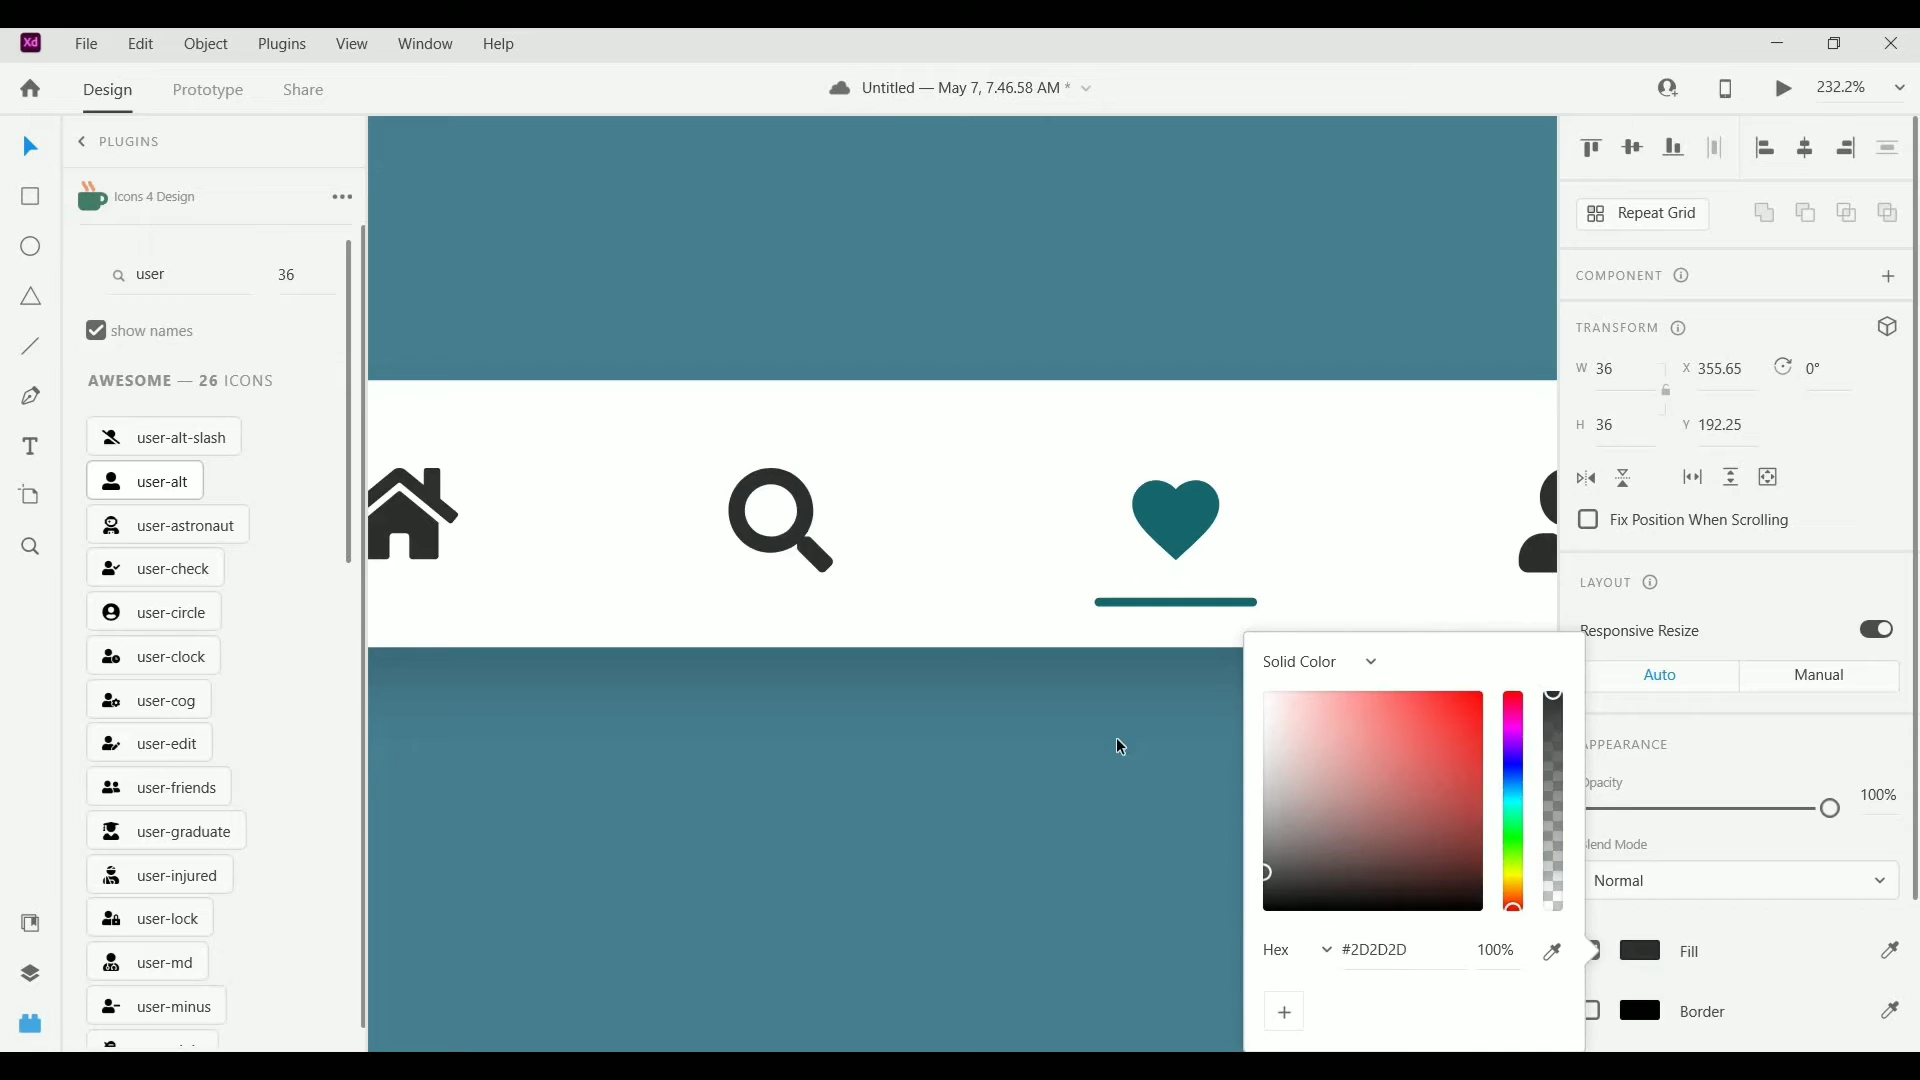 Xd File Edit Object Plugins View Window Help
Design Prototype Share Untitled — May 7, 7.46.58 AM * 232.2%
PLUGINS
Icons 4 Design
user 36
show names
AWESOME — 26 ICONS
user-alt-slash
user-alt
user-astronaut
user-check
user-circle
user-clock
user-cog
user-edit
user-friends
user-graduate
user-injured
user-lock
user-md
user-minus
Solid Color
Hex #2D2D2D 100%
+
Repeat Grid
COMPONENT
TRANSFORM
W 36 X 355.65 0°
H 36 Y 192.25
Fix Position When Scrolling
LAYOUT
Responsive Resize
Auto Manual
PPEARANCE
Opacity
100%
lend Mode
Normal
Fill
Border